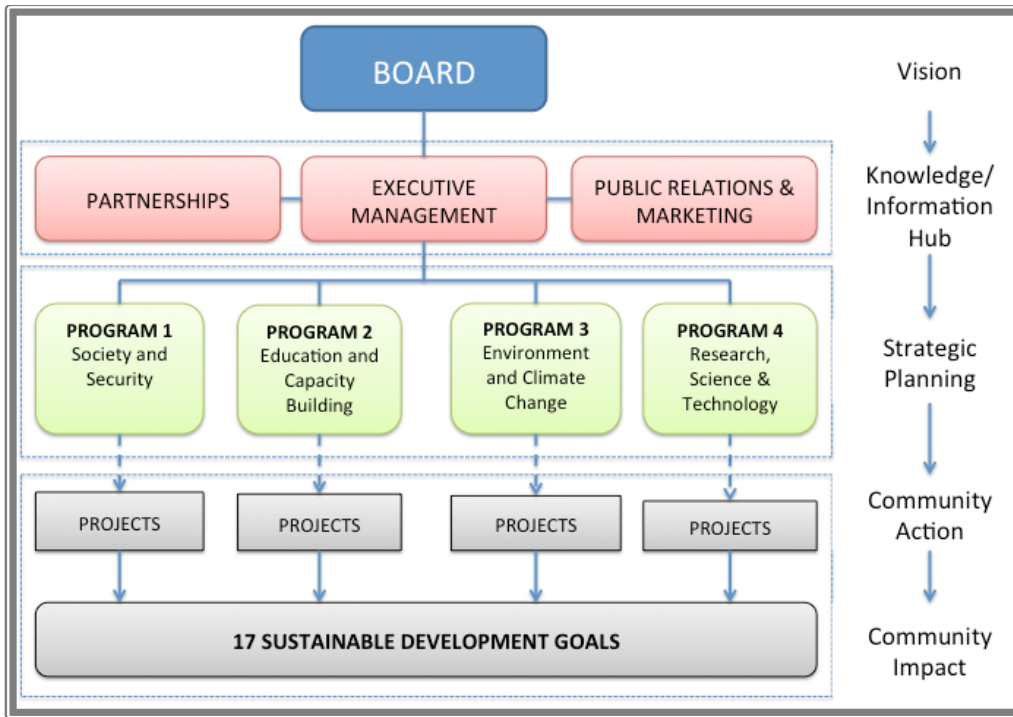 BOARD
Vision
PARTNERSHIPS
EXECUTIVE
MANAGEMENT
PUBLIC RELATIONS &
MARKETING
Knowledge/
Information
Hub
PROGRAM 1
Society and
Security
PROGRAM 2
Education and
Capacity
Building
PROGRAM 3
Environment
and Climate
Change
PROGRAM 4
Research,
Science &
Technology
Strategic
Planning
PROJECTS
PROJECTS
PROJECTS
PROJECTS
Community
Action
17 SUSTAINABLE DEVELOPMENT GOALS
Community
Impact